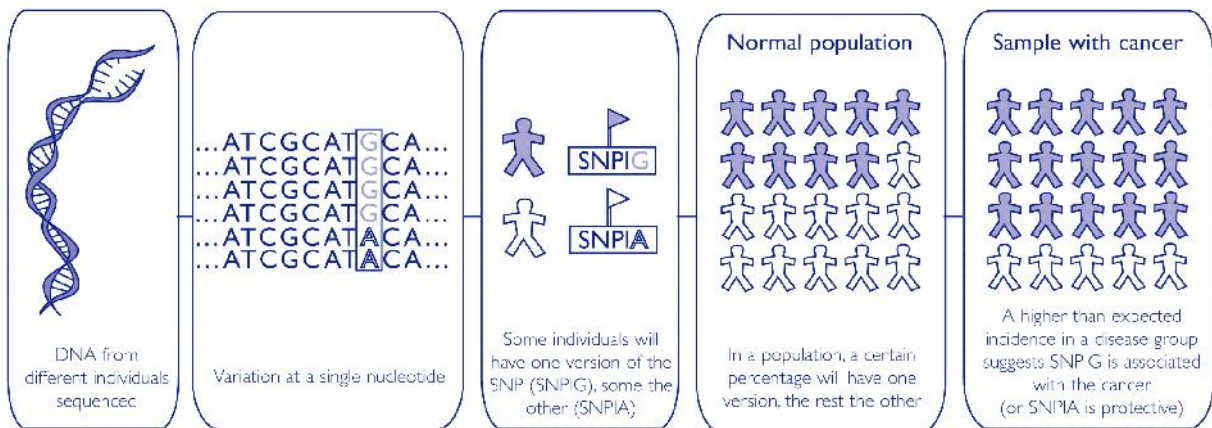 ...ATCGCATGCA...
...ATCGCATGCA...
...ATCGCATGCA...
...ATCGCATGCA...
...ATCGCATACA...
...ATCGCATACA...
SNPIG
SNPIA
Normal population
Sample with cancer
DNA from
different individuals
sequenced
Variation at a single nucleotide
Some individuals will
have one version of the
SNP (SNPIG), some the
other (SNPIA)
In a population, a certain
percentage will have one
version, the rest the other
A higher than expected
incidence in a disease group
suggests SNP G is associated
with the cancer
(or SNPIA is protective)